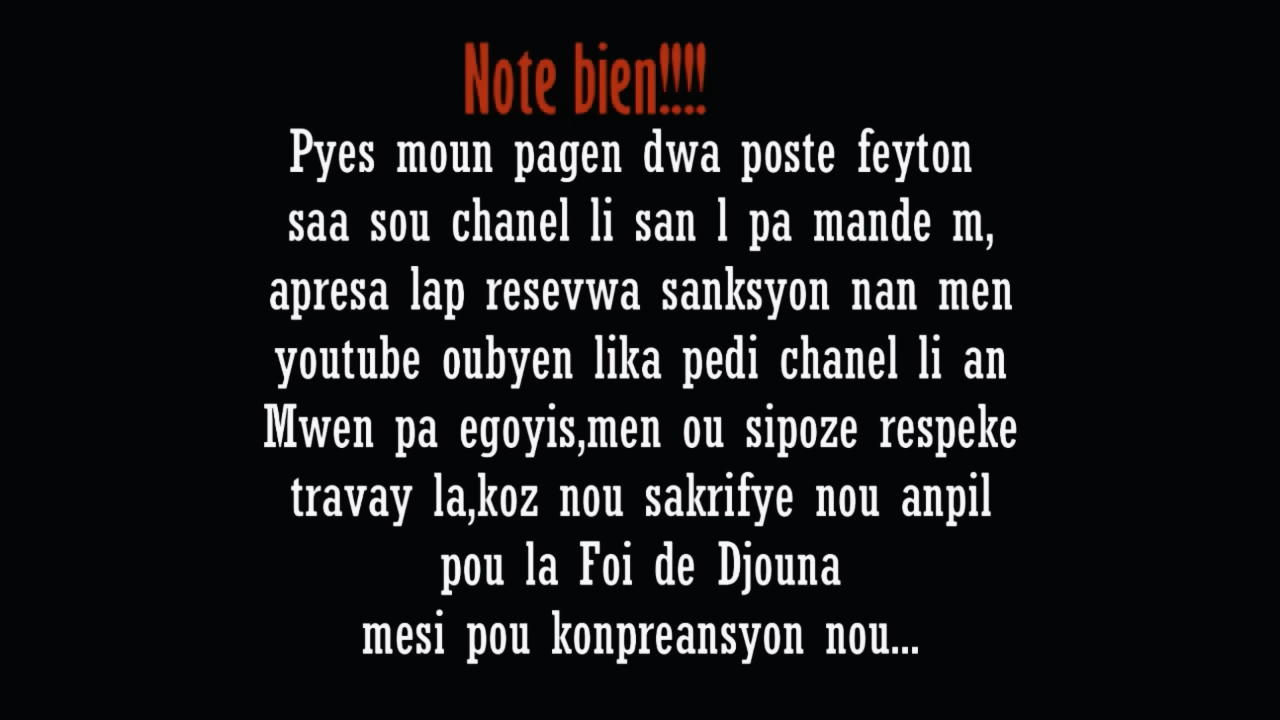 Note bien!!!!
Pyes moun pagen dwa poste feyton
saa sou chanel li san l pa mande m,
apresa lap resevwa sanksyon nan men
youtube oubyen lika pedi chanel li an
Mwen pa egoyis,men ou sipoze respeke
travay la,koz nou sakrifye nou anpil
pou la Foi de Djouna
mesi pou konpreansyon nou...